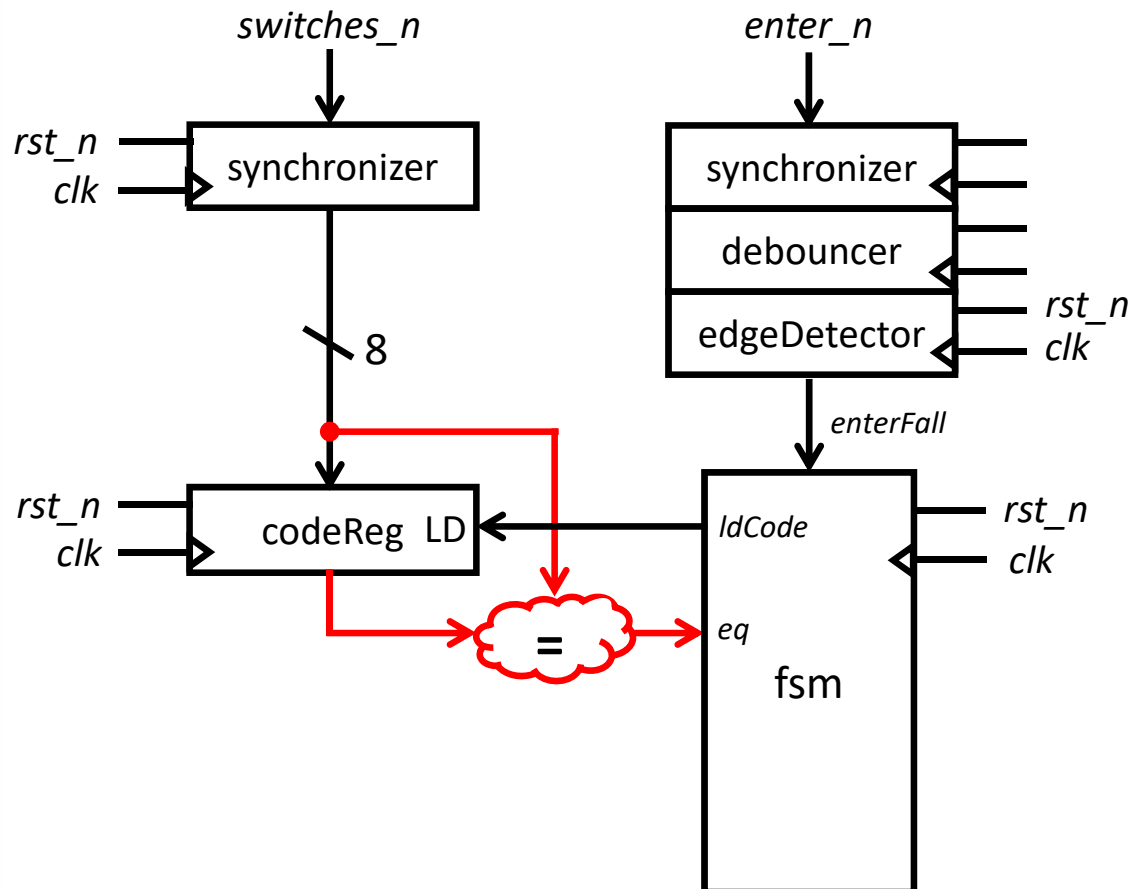 switches_n
enter_n
rst_n
clk
synchronizer
synchronizer
debouncer
edgeDetector
rst_n
clk
8
enterFall
rst_n
clk
codeReg LD
ldCode
rst_n
clk
=
eq
fsm